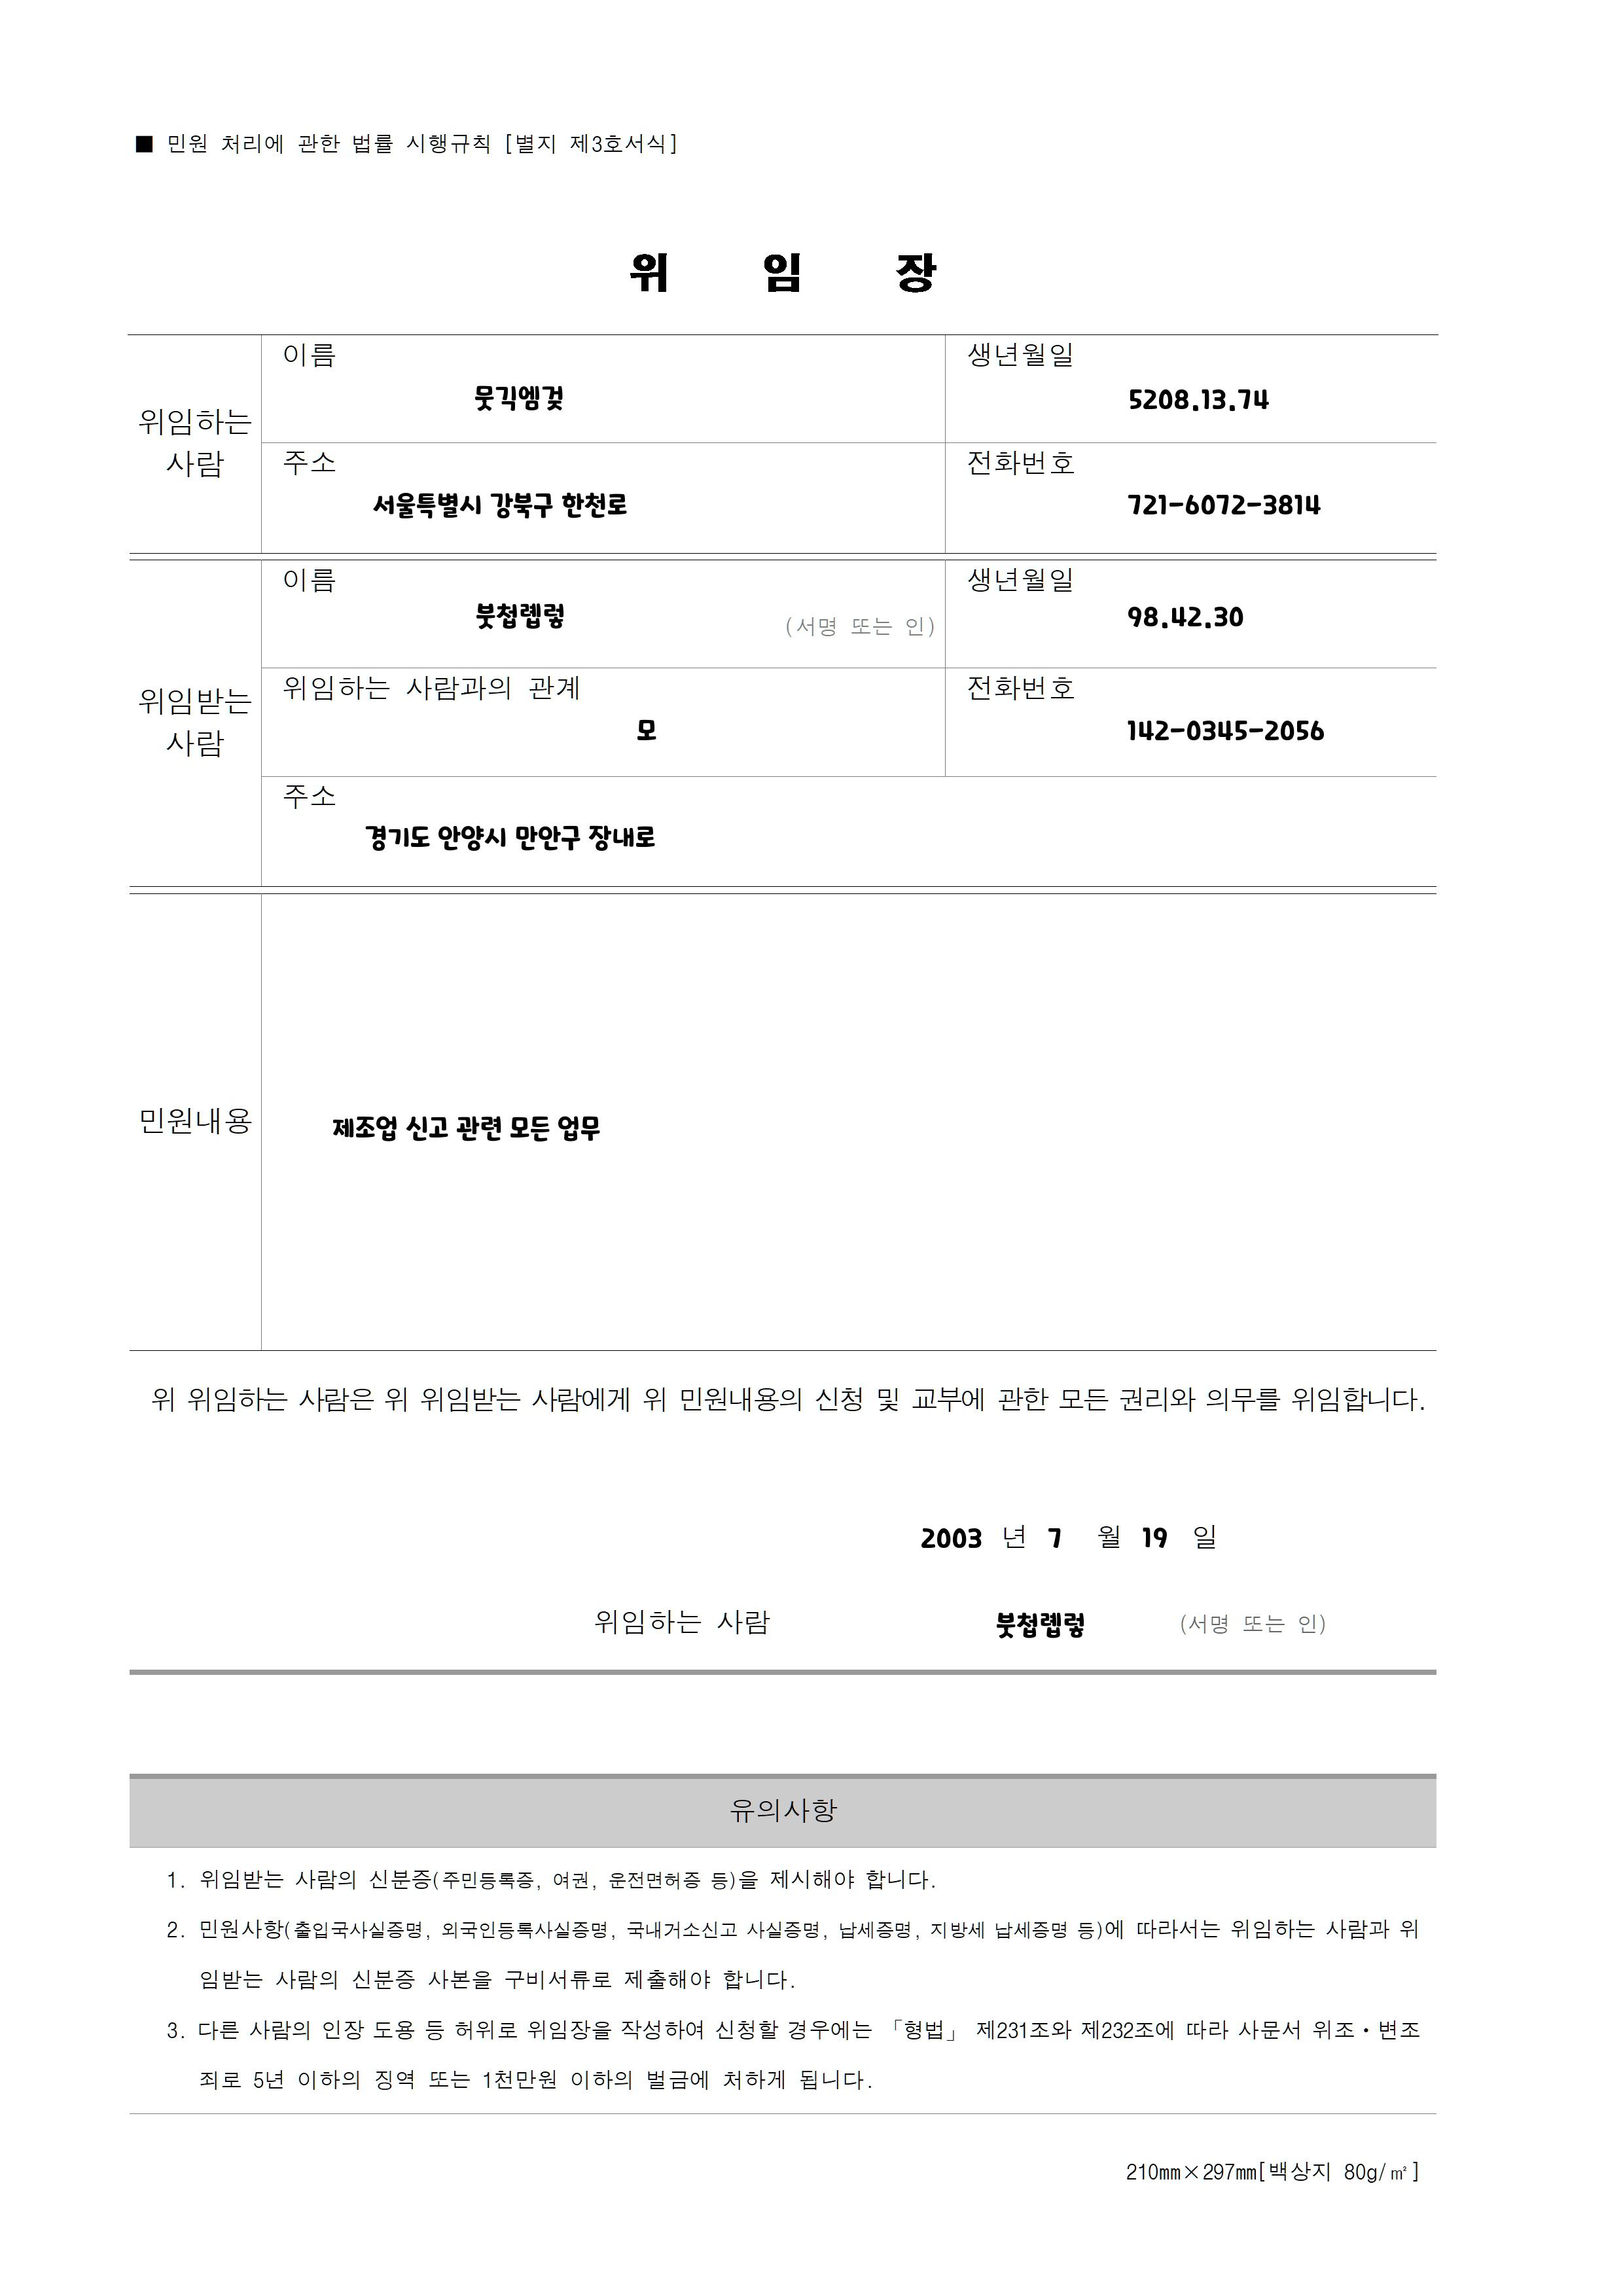 ■ 민원 처리에 관한 법률 시행규칙 [별지 제3호서식]
위 임 장
위임하는 사람
이름
뭇긱엠겆
생년월일
5208.13.74
주소
서울특별시 강북구 한천로
전화번호
721-6072-3814
위임받는 사람
이름
붓첩롑렇
(서명 또는 인)
생년월일
98.42.30
위임하는 사람과의 관계
모
전화번호
142-0345-2056
주소
경기도 안양시 만안구 장내로
민원내용
제조업 신고 관련 모든 업무
위 위임하는 사람은 위 위임받는 사람에게 위 민원내용의 신청 및 교부에 관한 모든 권리와 의무를 위임합니다.
2003 년 7 월 19 일
위임하는 사람 붓첩롑렇 (서명 또는 인)
유의사항
1. 위임받는 사람의 신분증(주민등록증, 여권, 운전면허증 등)을 제시해야 합니다.
2. 민원사항(출입국사실증명, 외국인등록사실증명, 국내거소신고 사실증명, 납세증명, 지방세 납세증명 등)에 따라서는 위임하는 사람과 위
임받는 사람의 신분증 사본을 구비서류로 제출해야 합니다.
3. 다른 사람의 인장 도용 등 허위로 위임장을 작성하여 신청할 경우에는 「형법」 제231조와 제232조에 따라 사문서 위조·변조
죄로 5년 이하의 징역 또는 1천만원 이하의 벌금에 처하게 됩니다.
210㎜×297㎜[백상지 80g/㎡]